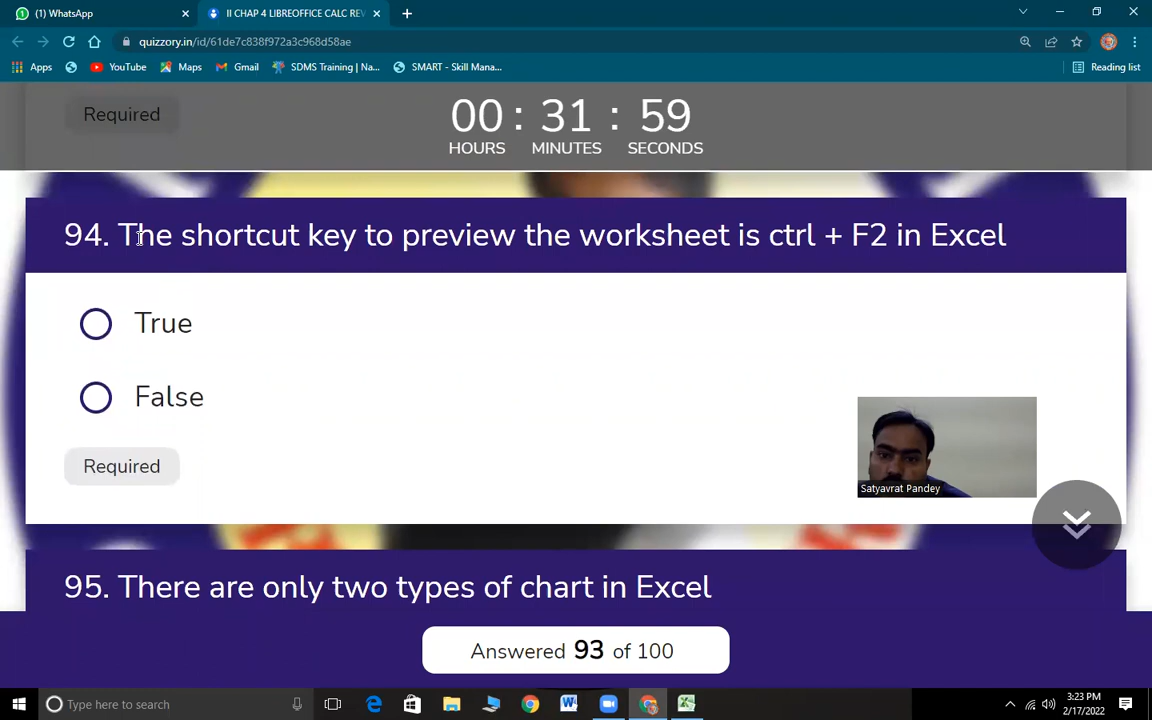 (1) WhatsApp
II CHAP 4 LIBREOFFICE CALC REV
quizzory.in/id/61de7c838f972a3c968d58ae
Apps
YouTube
Maps
Gmail
SDMS Training | Na...
SMART - Skill Mana...
Reading list
Required
00 : 31 : 59
HOURS MINUTES SECONDS
94. The shortcut key to preview the worksheet is ctrl + F2 in Excel
True
False
Required
Satyavrat Pandey
95. There are only two types of chart in Excel
Answered 93 of 100
Type here to search
3:23 PM
2/17/2022